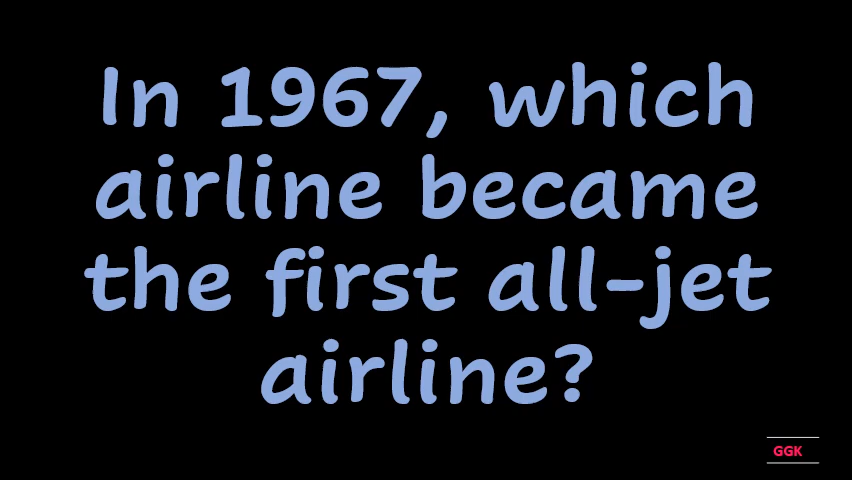 In 1967, which
airline became
the first all-jet
airline?
GGK